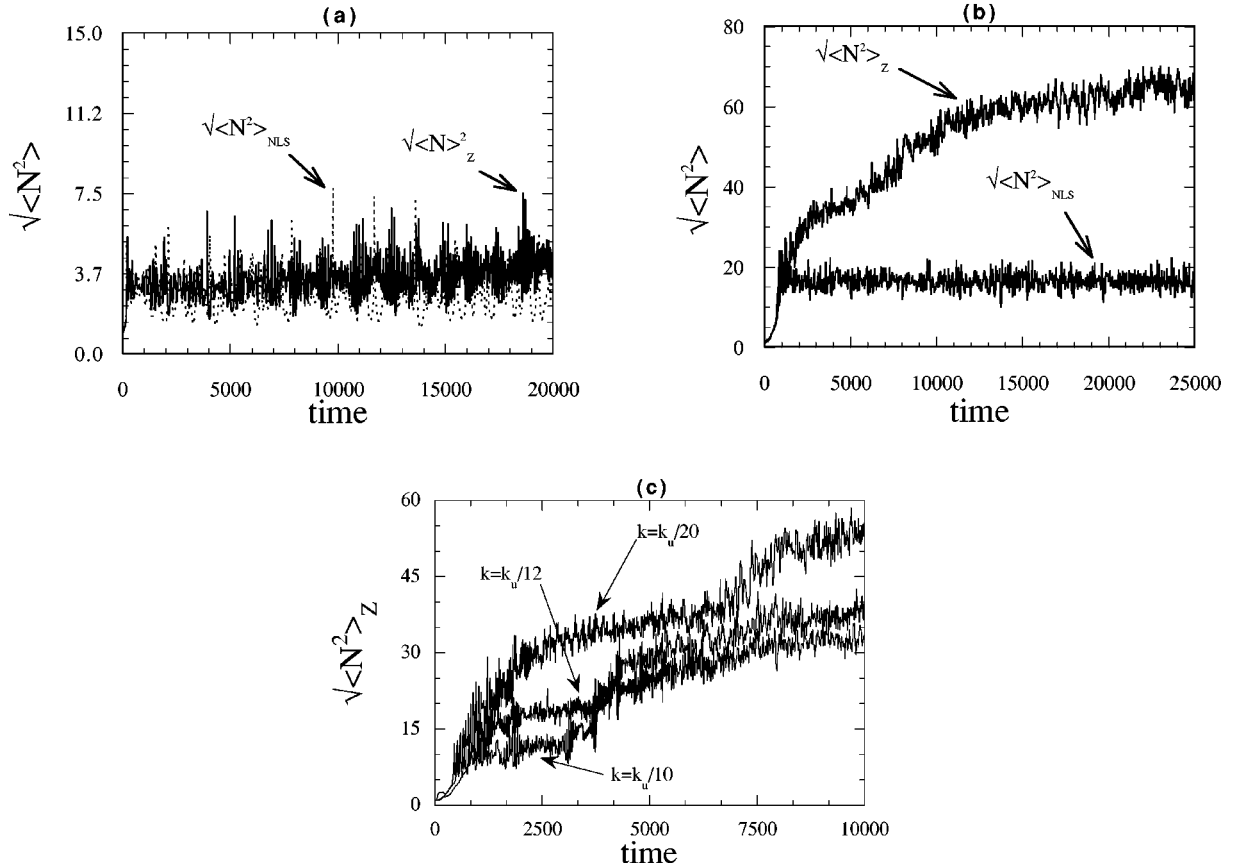 (a)
√<N²>
15.0
11.2
7.5
3.7
0.0
√<N²>NLS
√<N>²z
0 5000 10000 15000 20000
time
(b)
√<N²>
80
60
40
20
0
√<N²>z
√<N²>NLS
0 5000 10000 15000 20000 25000
time
(c)
√<N²>Z
60
45
30
15
0
k=ku/20
k=ku/12
k=ku/10
0 2500 5000 7500 10000
time